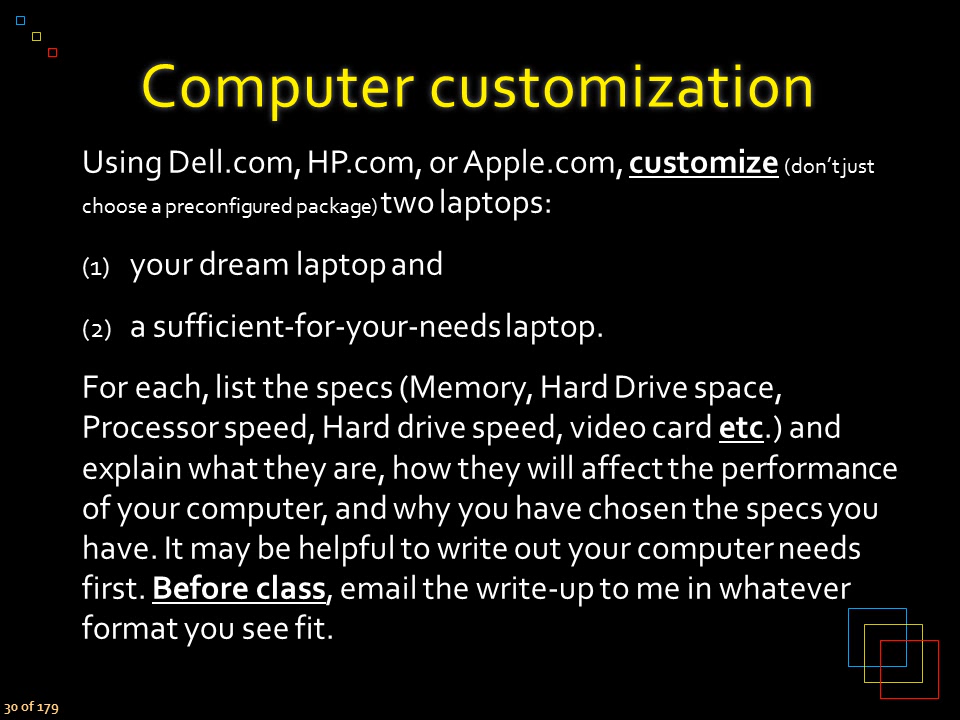 Computer customization
Using Dell.com, HP.com, or Apple.com, customize (don’t just
choose a preconfigured package) two laptops:
(1) your dream laptop and
(2) a sufficient-for-your-needs laptop.
For each, list the specs (Memory, Hard Drive space,
Processor speed, Hard drive speed, video card etc.) and
explain what they are, how they will affect the performance
of your computer, and why you have chosen the specs you
have. It may be helpful to write out your computer needs
first. Before class, email the write-up to me in whatever
format you see fit.
30 of 179